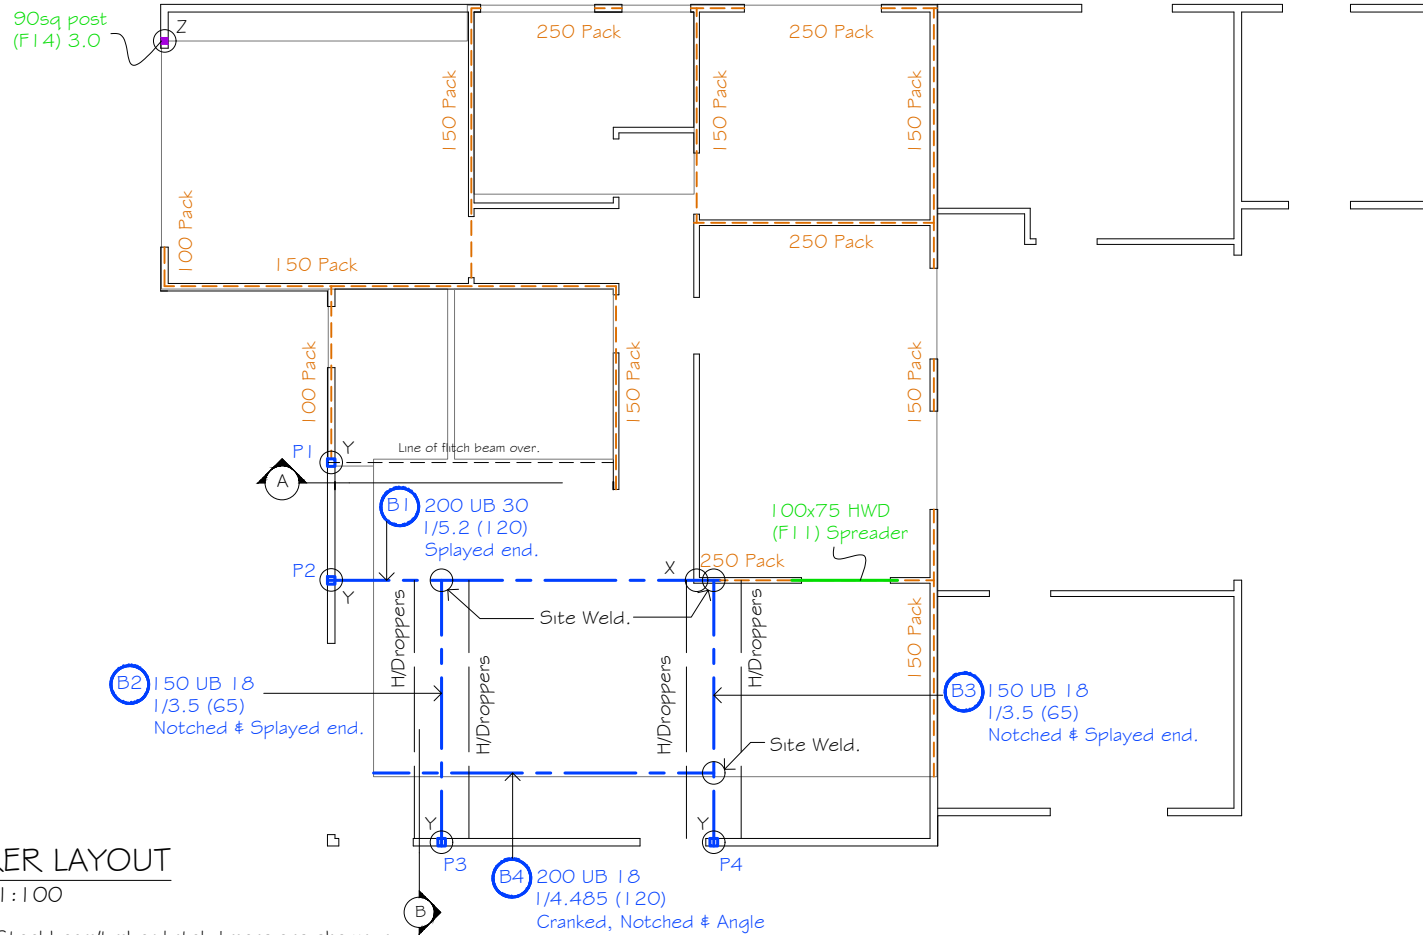 90sq post
(F14) 3.0
Z
250 Pack
250 Pack
150 Pack
150 Pack
150 Pack
100 Pack
150 Pack
250 Pack
100 Pack
150 Pack
150 Pack
P1
Y
Line of flitch beam over.
A
B1
200 UB 30
1/5.2 (120)
Splayed end.
100x75 HWD
(F11) Spreader
250 Pack
X
P2
Y
H/Droppers
Site Weld.
H/Droppers
H/Droppers
H/Droppers
150 Pack
B2
150 UB 18
1/3.5 (65)
Notched & Splayed end.
B3
150 UB 18
1/3.5 (65)
Notched & Splayed end.
Site Weld.
Y
Y
P3
P4
B4
200 UB 18
1/4.485 (120)
Cranked, Notched & Angle
B
LAYOUT
1:100